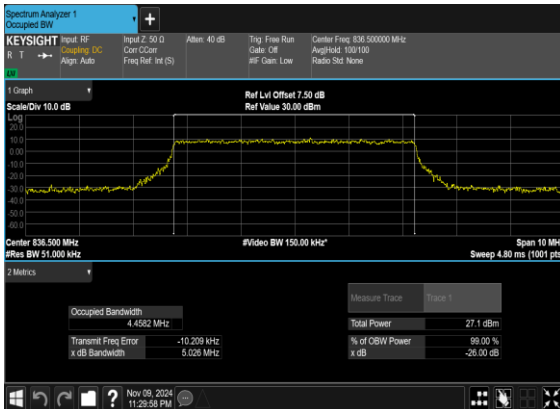 Spectrum Analyzer 1
Occupied BW
KEYSIGHT
R T
LXI
Input: RF
Coupling: DC
Align: Auto
Input Z: 50 Ω
Corr CCorr
Freq Ref: Int (S)
Atten: 40 dB
Trig: Free Run
Gate: Off
#IF Gain: Low
Center Freq: 836.500000 MHz
Avg|Hold: 100/100
Radio Std: None
1 Graph
Scale/Div 10.0 dB
Ref Lvl Offset 7.50 dB
Ref Value 30.00 dBm
Log
20.0
10.0
0.00
-10.0
-20.0
-30.0
-40.0
-50.0
-60.0
Center 836.500 MHz
#Res BW 51.000 kHz
#Video BW 150.00 kHz*
Span 10 MH
Sweep 4.80 ms (1001 pts
2 Metrics
Measure Trace Trace 1
Occupied Bandwidth
4.4582 MHz
Total Power 27.1 dBm
Transmit Freq Error -10.209 kHz
% of OBW Power 99.00 %
x dB Bandwidth 5.026 MHz
x dB -26.00 dB
?
Nov 09, 2024
11:29:58 PM